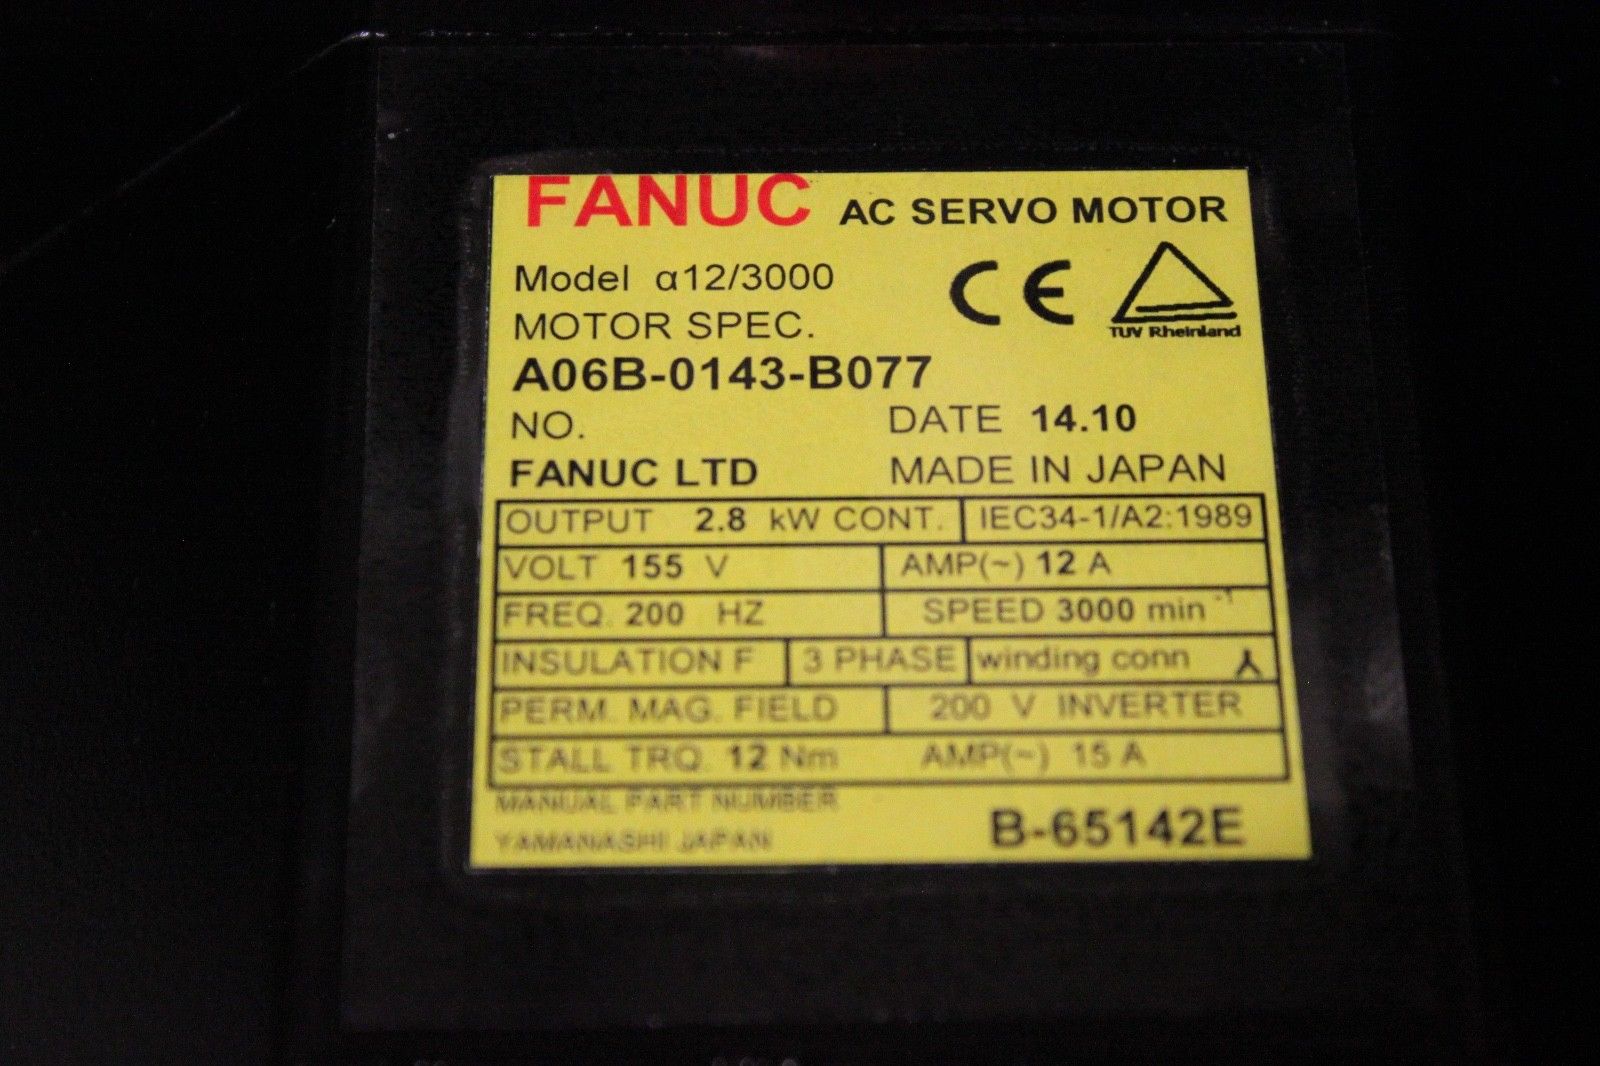 FANUC AC SERVO MOTOR
Model α12/3000
CE
MOTOR SPEC.
TUV Rheinland
A06B-0143-B077
NO. DATE 14.10
FANUC LTD MADE IN JAPAN
OUTPUT 2.8 kW CONT. IEC34-1/A2:1989
VOLT 155 V AMP(~) 12 A
FREQ. 200 HZ SPEED 3000 min⁻¹
INSULATION F 3 PHASE winding conn
PERM. MAG. FIELD 200 V INVERTER
STALL TRQ. 12 Nm AMP(~) 15 A
MANUAL PART NUMBER B-65142E
YAMANASHI JAPAN